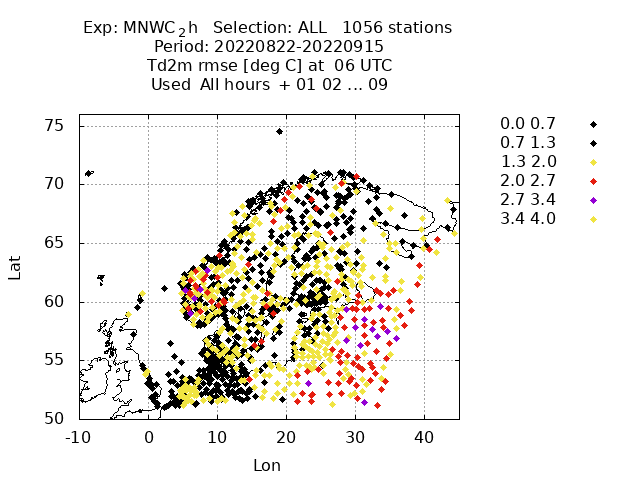 Exp: MNWC_2h Selection: ALL 1056 stations
Period: 20220822-20220915
Td2m rmse [deg C] at 06 UTC
Used All hours + 01 02 ... 09
75
70
65
60
55
50
Lat
-10 0 10 20 30 40
Lon
0.0 0.7
0.7 1.3
1.3 2.0
2.0 2.7
2.7 3.4
3.4 4.0